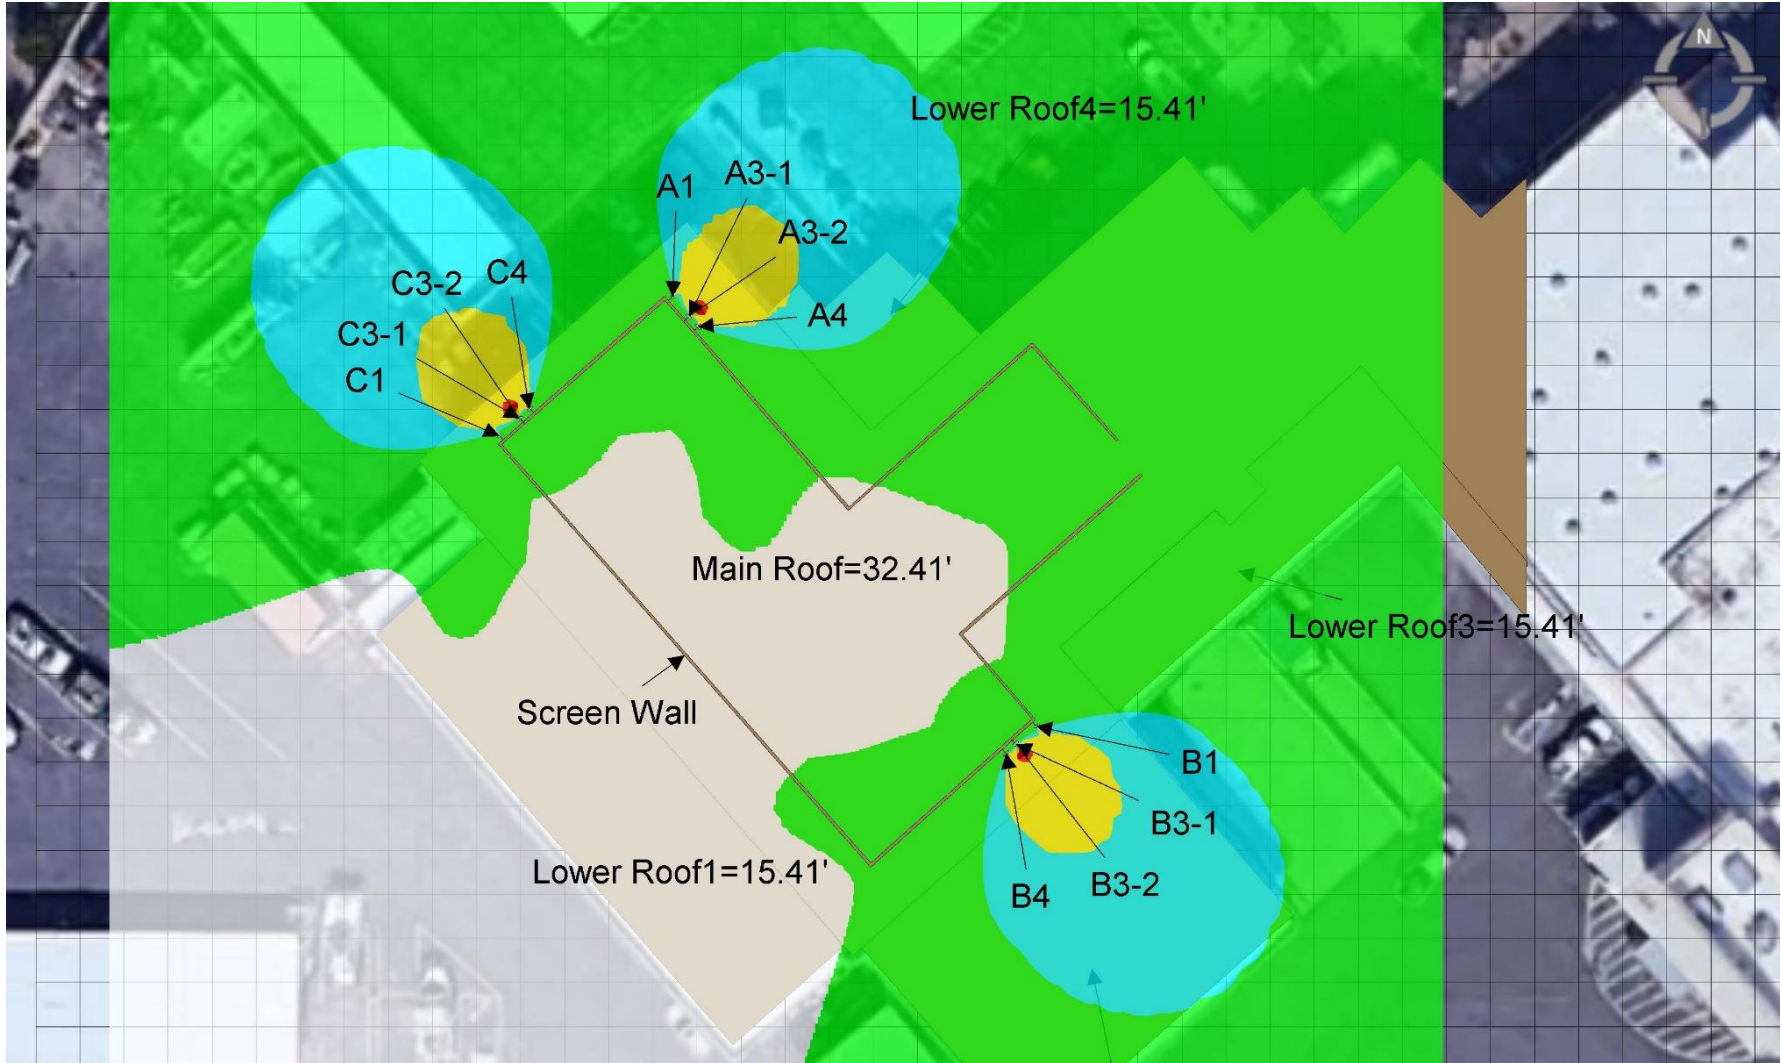 N
Lower Roof4=15.41'
A3-1
A1
A3-2
C4
C3-2
A4
C3-1
C1
Main Roof=32.41'
Lower Roof3=15.41'
Screen Wall
B1
B3-1
Lower Roof1=15.41'
B3-2
B4